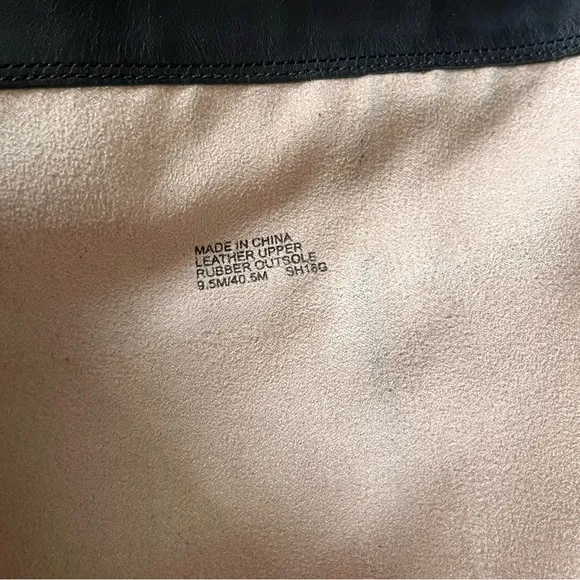 MADE IN CHINA
LEATHER UPPER
RUBBER OUTSOLE
9.5M/40.5M SH18G